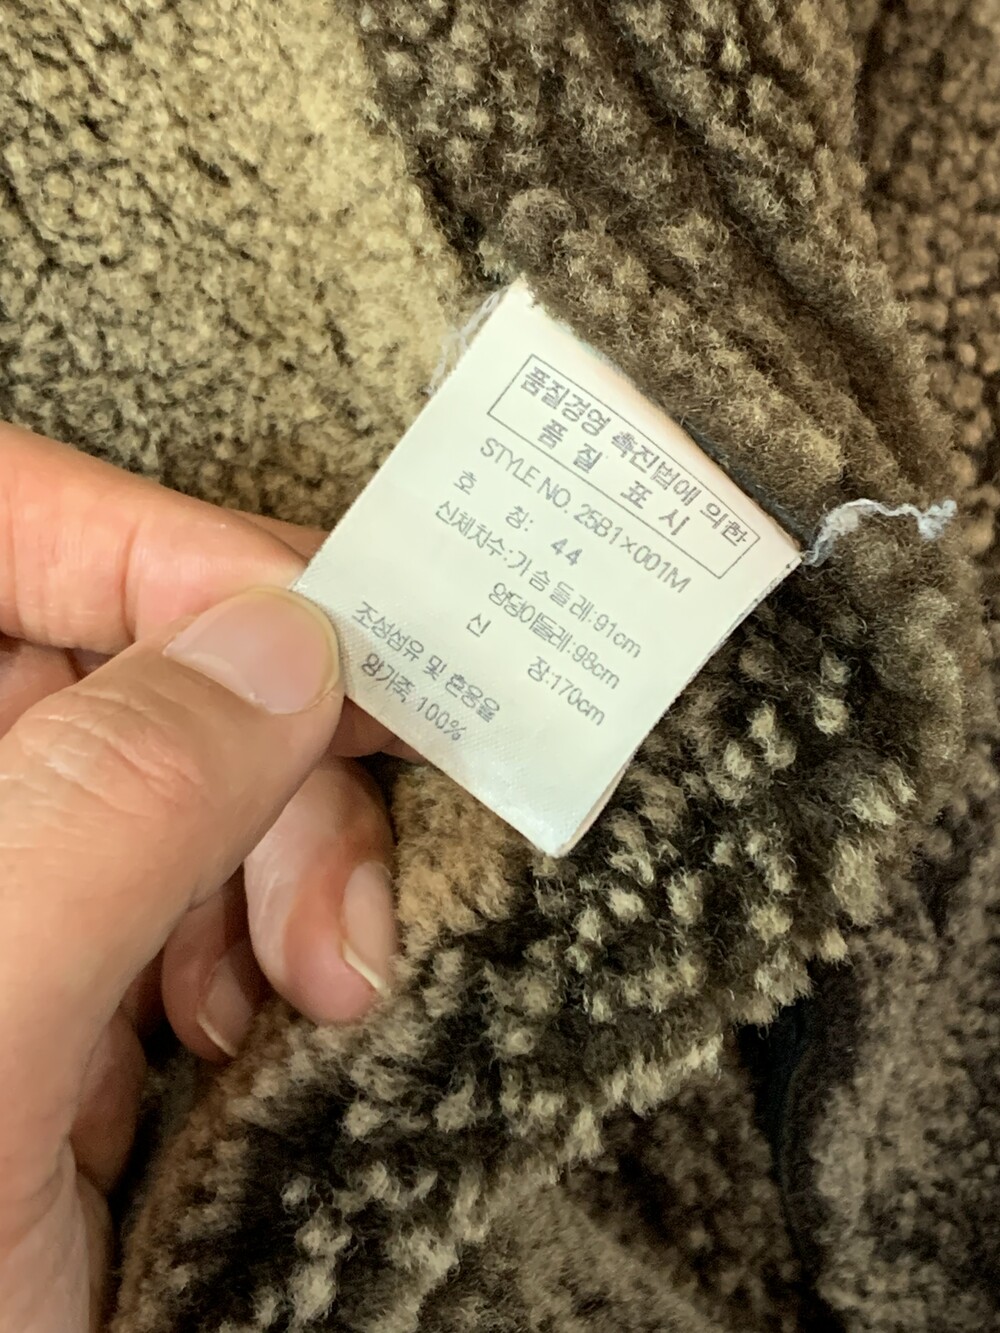 품질경영 촉진법에 의한
품 질 표 시
STYLE NO. 25B1×001M
호 칭: 44
신체치수:가슴둘레:91cm
엉덩이둘레:98cm
신 장:170cm
조성섬유 및 혼용율
양가죽 100%